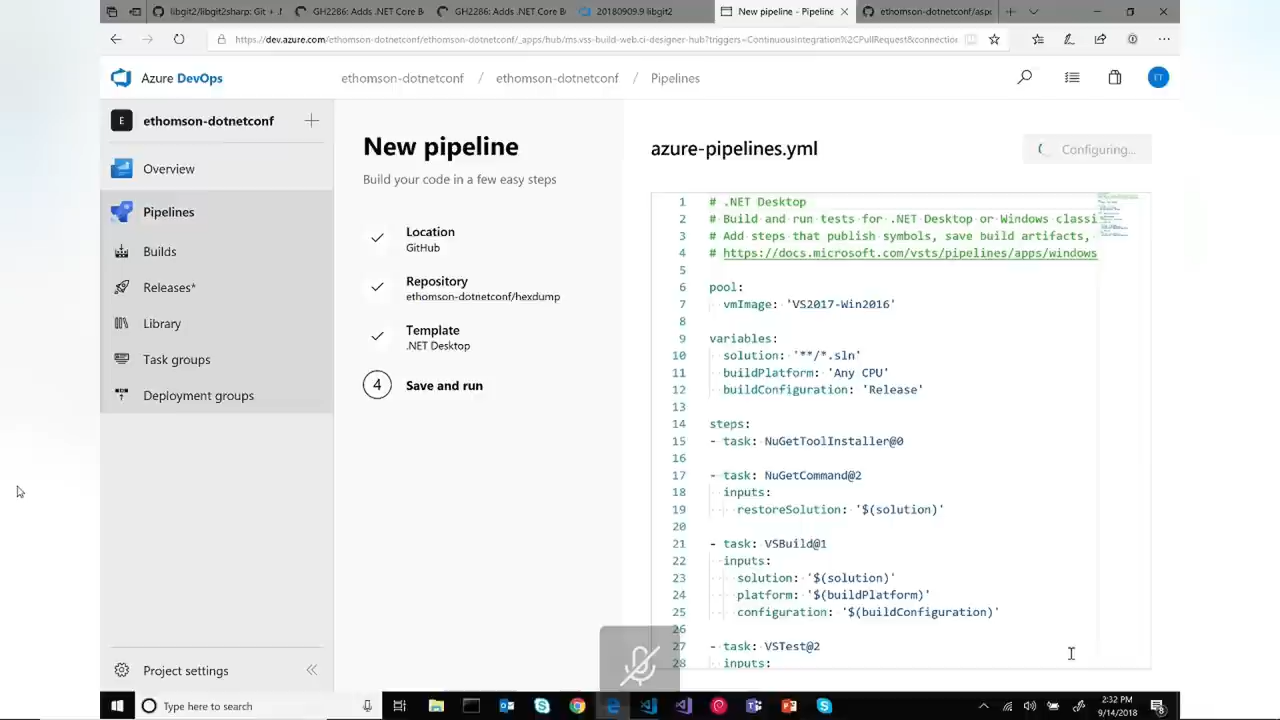 libgit2/libgit2sharp: Git + .N
GH2286: Adds .NET Core B
GH2286: Adds .NET Core B
20180909.9 libgit2
New pipeline - Pipeline
ethomson-dotnetconf/aspc
https://dev.azure.com/ethomson-dotnetconf/ethomson-dotnetconf/_apps/hub/ms.vss-build-web.ci-designer-hub?triggers=ContinuousIntegration%2CPullRequest&connection
Azure DevOps
ethomson-dotnetconf / ethomson-dotnetconf / Pipelines
ET
E ethomson-dotnetconf
Overview
Pipelines
Builds
Releases*
Library
Task groups
Deployment groups
Project settings
New pipeline
Build your code in a few easy steps
Location
GitHub
Repository
ethomson-dotnetconf/hexdump
Template
.NET Desktop
4 Save and run
azure-pipelines.yml
Configuring...
1 # .NET Desktop
2 # Build and run tests for .NET Desktop or Windows classi
3 # Add steps that publish symbols, save build artifacts,
4 # https://docs.microsoft.com/vsts/pipelines/apps/windows
5
6 pool:
7 vmImage: 'VS2017-Win2016'
8
9 variables:
10 solution: '**/*.sln'
11 buildPlatform: 'Any CPU'
12 buildConfiguration: 'Release'
13
14 steps:
15 - task: NuGetToolInstaller@0
16
17 - task: NuGetCommand@2
18 inputs:
19 restoreSolution: '$(solution)'
20
21 - task: VSBuild@1
22 inputs:
23 solution: '$(solution)'
24 platform: '$(buildPlatform)'
25 configuration: '$(buildConfiguration)'
26
27 - task: VSTest@2
28 inputs:
Type here to search
2:32 PM
9/14/2018
8